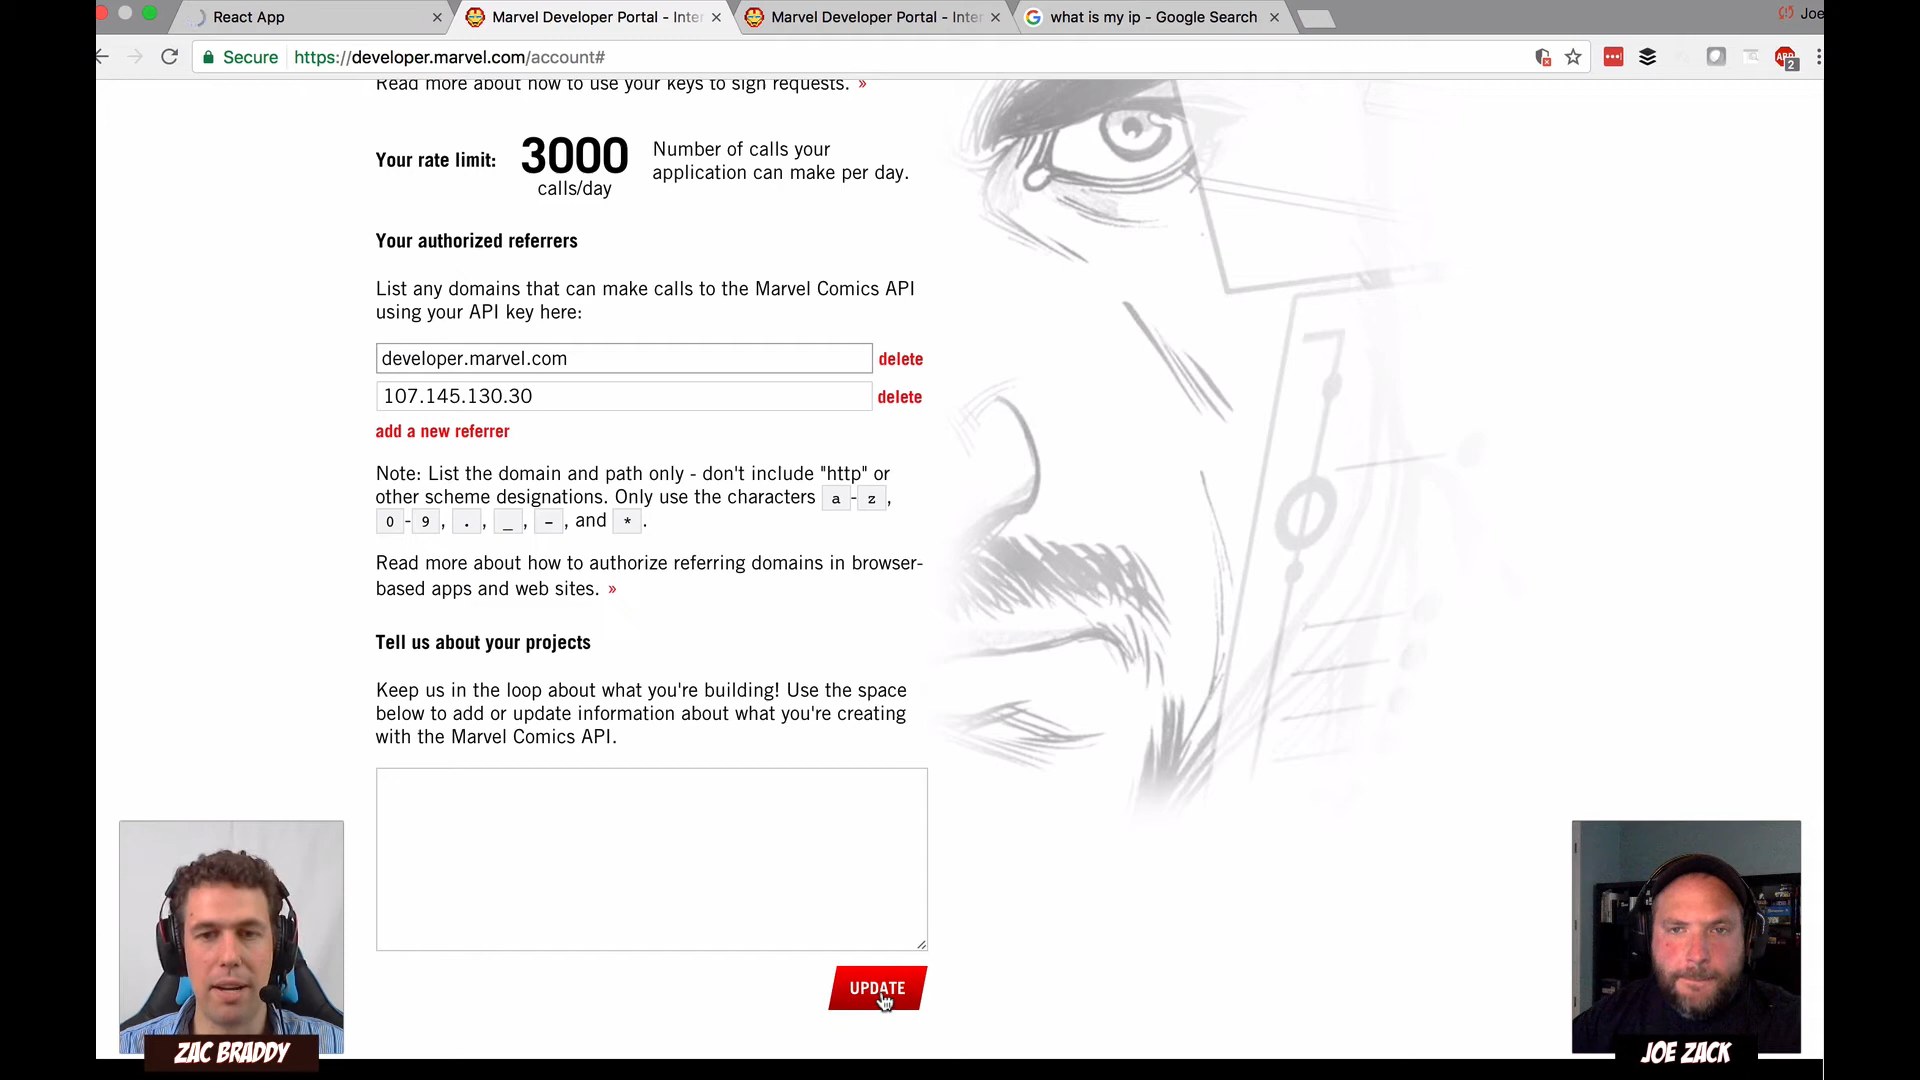 React App
Marvel Developer Portal - Inter
Marvel Developer Portal - Inter
what is my ip - Google Search
Joe
Secure
https://developer.marvel.com/account#
ABP
2
Read more about how to use your keys to sign requests. »
Your rate limit:
3000
calls/day
Number of calls your
application can make per day.
Your authorized referrers
List any domains that can make calls to the Marvel Comics API
using your API key here:
developer.marvel.com
delete
107.145.130.30
delete
add a new referrer
Note: List the domain and path only - don't include "http" or
other scheme designations. Only use the characters a - z ,
0 - 9 , . , _ , - , and * .
Read more about how to authorize referring domains in browser-
based apps and web sites. »
Tell us about your projects
Keep us in the loop about what you're building! Use the space
below to add or update information about what you're creating
with the Marvel Comics API.
UPDATE
ZAC BRADDY
JOE ZACK